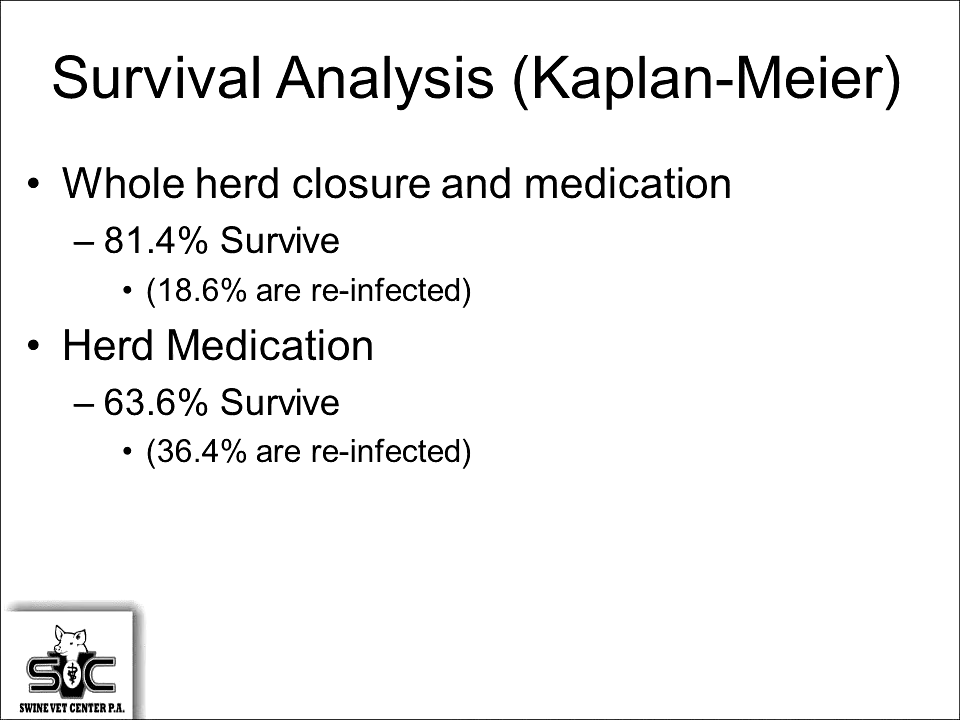 Survival Analysis (Kaplan-Meier)
• Whole herd closure and medication
– 81.4% Survive
• (18.6% are re-infected)
• Herd Medication
– 63.6% Survive
• (36.4% are re-infected)
SVC
SWINE VET CENTER P.A.